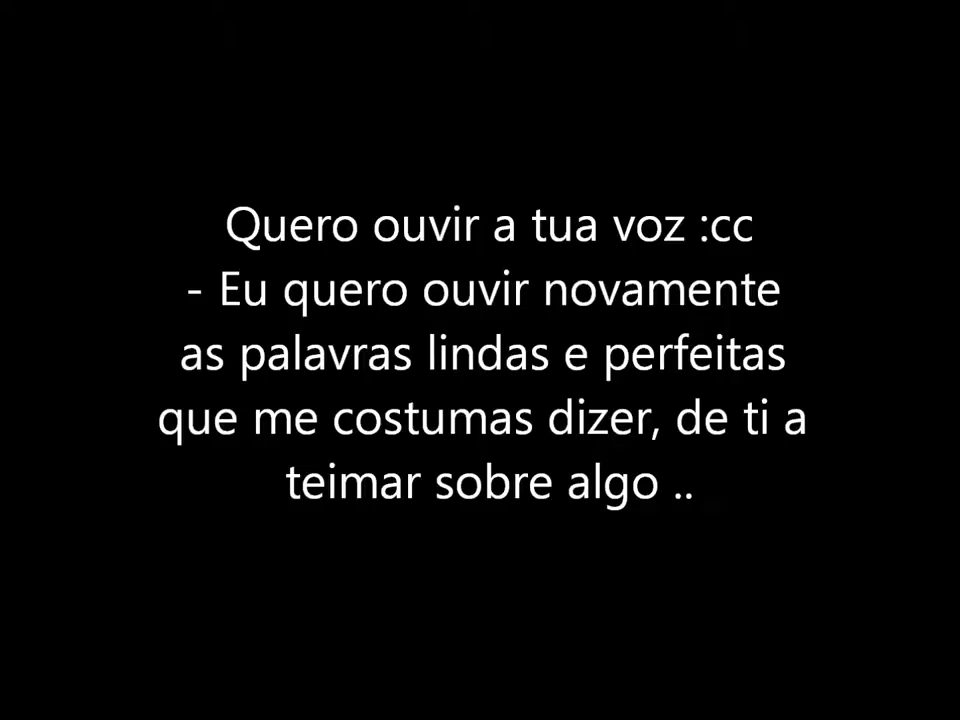 Quero ouvir a tua voz :cc
- Eu quero ouvir novamente
as palavras lindas e perfeitas
que me costumas dizer, de ti a
teimar sobre algo ..